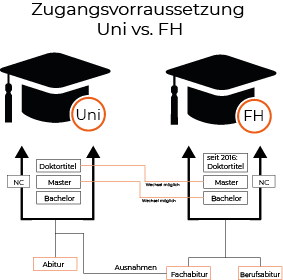 Zugangsvorraussetzung
Uni vs. FH
Uni
FH
Doktortitel
seit 2016:
Doktortitel
NC
Master
Wechsel möglich
Master
NC
Bachelor
Wechsel möglich
Bachelor
Abitur
Ausnahmen
Fachabitur
Berufsabitur